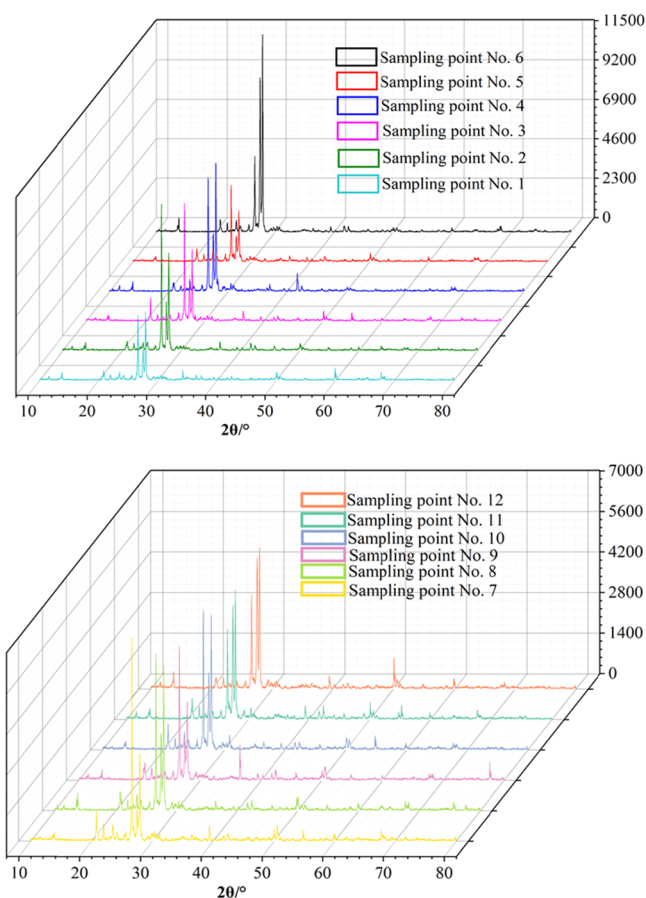 11500
9200
6900
4600
2300
0
Sampling point No. 6
Sampling point No. 5
Sampling point No. 4
Sampling point No. 3
Sampling point No. 2
Sampling point No. 1
10 20 30 40 50 60 70 80
2θ/°
7000
5600
4200
2800
1400
0
Sampling point No. 12
Sampling point No. 11
Sampling point No. 10
Sampling point No. 9
Sampling point No. 8
Sampling point No. 7
10 20 30 40 50 60 70 80
2θ/°